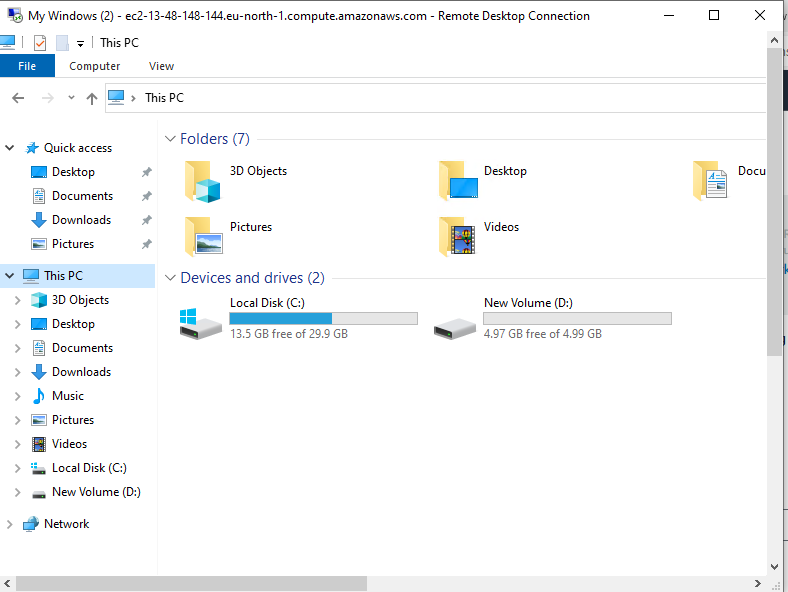 My Windows (2) - ec2-13-48-148-144.eu-north-1.compute.amazonaws.com - Remote Desktop Connection
This PC
File Computer View
This PC
Quick access
Desktop
Documents
Downloads
Pictures
This PC
3D Objects
Desktop
Documents
Downloads
Music
Pictures
Videos
Local Disk (C:)
New Volume (D:)
Network
Folders (7)
3D Objects
Desktop
Docu
Pictures
Videos
Devices and drives (2)
Local Disk (C:)
13.5 GB free of 29.9 GB
New Volume (D:)
4.97 GB free of 4.99 GB